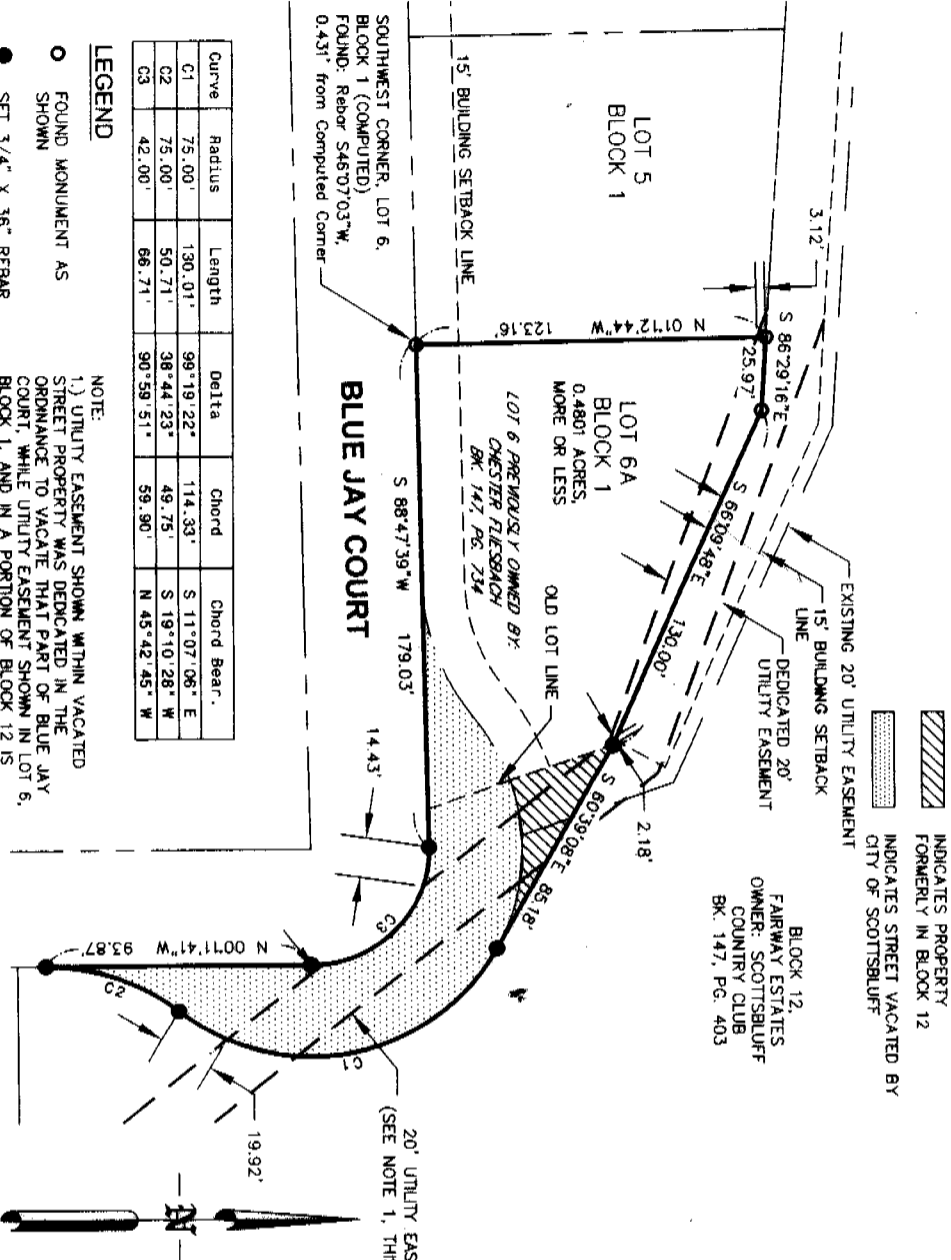 INDICATES PROPERTY
FORMERLY IN BLOCK 12
INDICATES STREET VACATED BY
CITY OF SCOTTSBLUFF
EXISTING 20' UTILITY EASEMENT
15' BUILDING SETBACK
LINE
DEDICATED 20'
UTILITY EASEMENT
BLOCK 12,
FAIRWAY ESTATES
OWNER: SCOTTSBLUFF
COUNTRY CLUB
BK. 147, PG. 403
LOT 5
BLOCK 1
3.12'
S 86°29'16"E
25.97'
S 66°09'48"E 130.00'
2.18'
S 60°39'08"E 85.18'
N 01°12'44"W 123.16'
LOT 6A
BLOCK 1
0.4801 ACRES,
MORE OR LESS
LOT 6 PREVIOUSLY OWNED BY:
CHESTER FLIESBACH
BK. 147, PG. 734
OLD LOT LINE
15' BUILDING SETBACK LINE
SOUTHWEST CORNER, LOT 6,
BLOCK 1 (COMPUTED)
FOUND: Rebar S46°07'03"W,
0.431' from Computed Corner
S 88°47'39"W 179.03'
BLUE JAY COURT
14.43'
C3
C1
C2
N 00°11'41"W 93.87'
19.92'
20' UTILITY EAS
(SEE NOTE 1, THI
N
Curve Radius Length Delta Chord Chord Bear.
C1 75.00' 130.01' 99°19'22" 114.33' S 11°07'06" E
C2 75.00' 50.71' 38°44'23" 49.75' S 19°10'28" W
C3 42.00' 66.71' 90°59'51" 59.90' N 45°42'45" W
LEGEND
FOUND MONUMENT AS
SHOWN
SET 3/4" X 36" REBAR
NOTE:
1.) UTILITY EASEMENT SHOWN WITHIN VACATED
STREET PROPERTY WAS DEDICATED IN THE
ORDINANCE TO VACATE THAT PART OF BLUE JAY
COURT, WHILE UTILITY EASEMENT SHOWN IN LOT 6,
BLOCK 1, AND IN A PORTION OF BLOCK 12 IS